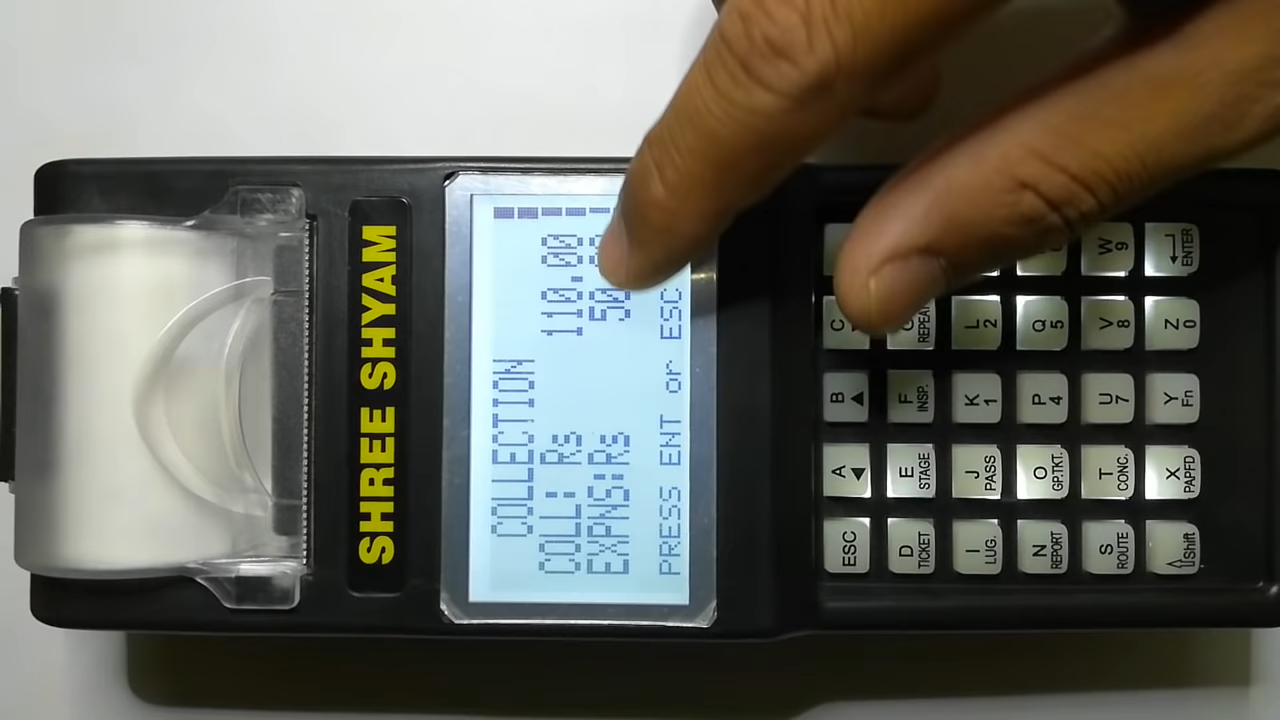 SHREE SHYAM
COLLECTION
COLL: Rs 110.00
EXPNS:Rs 50
PRESS ENT or ESC
ESC A B C
D TICKET E STAGE F INSP. REPEAT
I LUG. J PASS K 1 L 2
N REPORT O GP.TKT. P 4 Q 5
S ROUTE T CONC. U 7 V 8 W 9
Shift X PAPFD Y Fn Z 0 ENTER